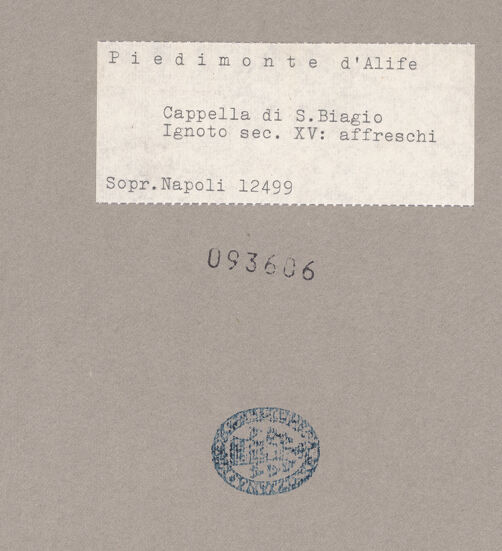 Piedimonte d'Alife
Cappella di S.Biagio
Ignoto sec. XV: affreschi
Sopr.Napoli 12499
093606